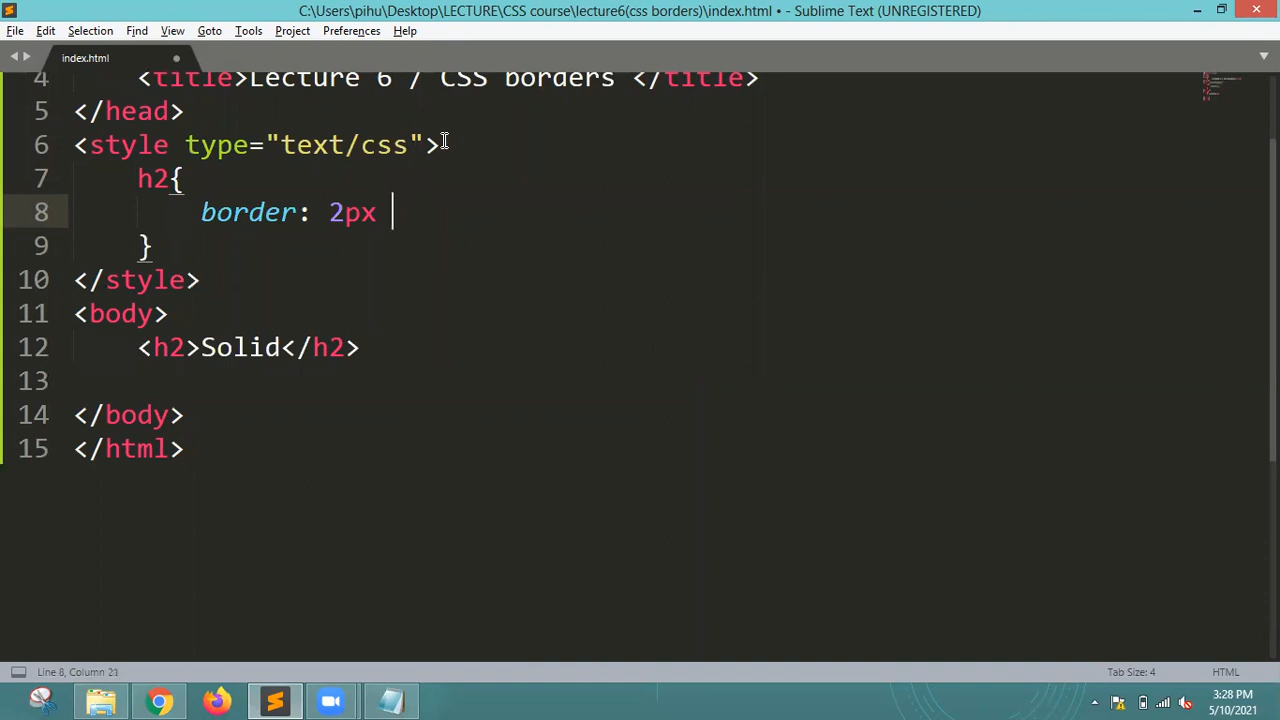 C:\Users\pihu\Desktop\LECTURE\CSS course\lecture6(css borders)\index.html • - Sublime Text (UNREGISTERED)
File Edit Selection Find View Goto Tools Project Preferences Help
index.html
4 <title>Lecture 6 / CSS borders </title>
5 </head>
6 <style type="text/css">
7 h2{
8 border: 2px
9 }
10 </style>
11 <body>
12 <h2>Solid</h2>
13
14 </body>
15 </html>
Line 8, Column 21 Tab Size: 4 HTML
3:28 PM
5/10/2021